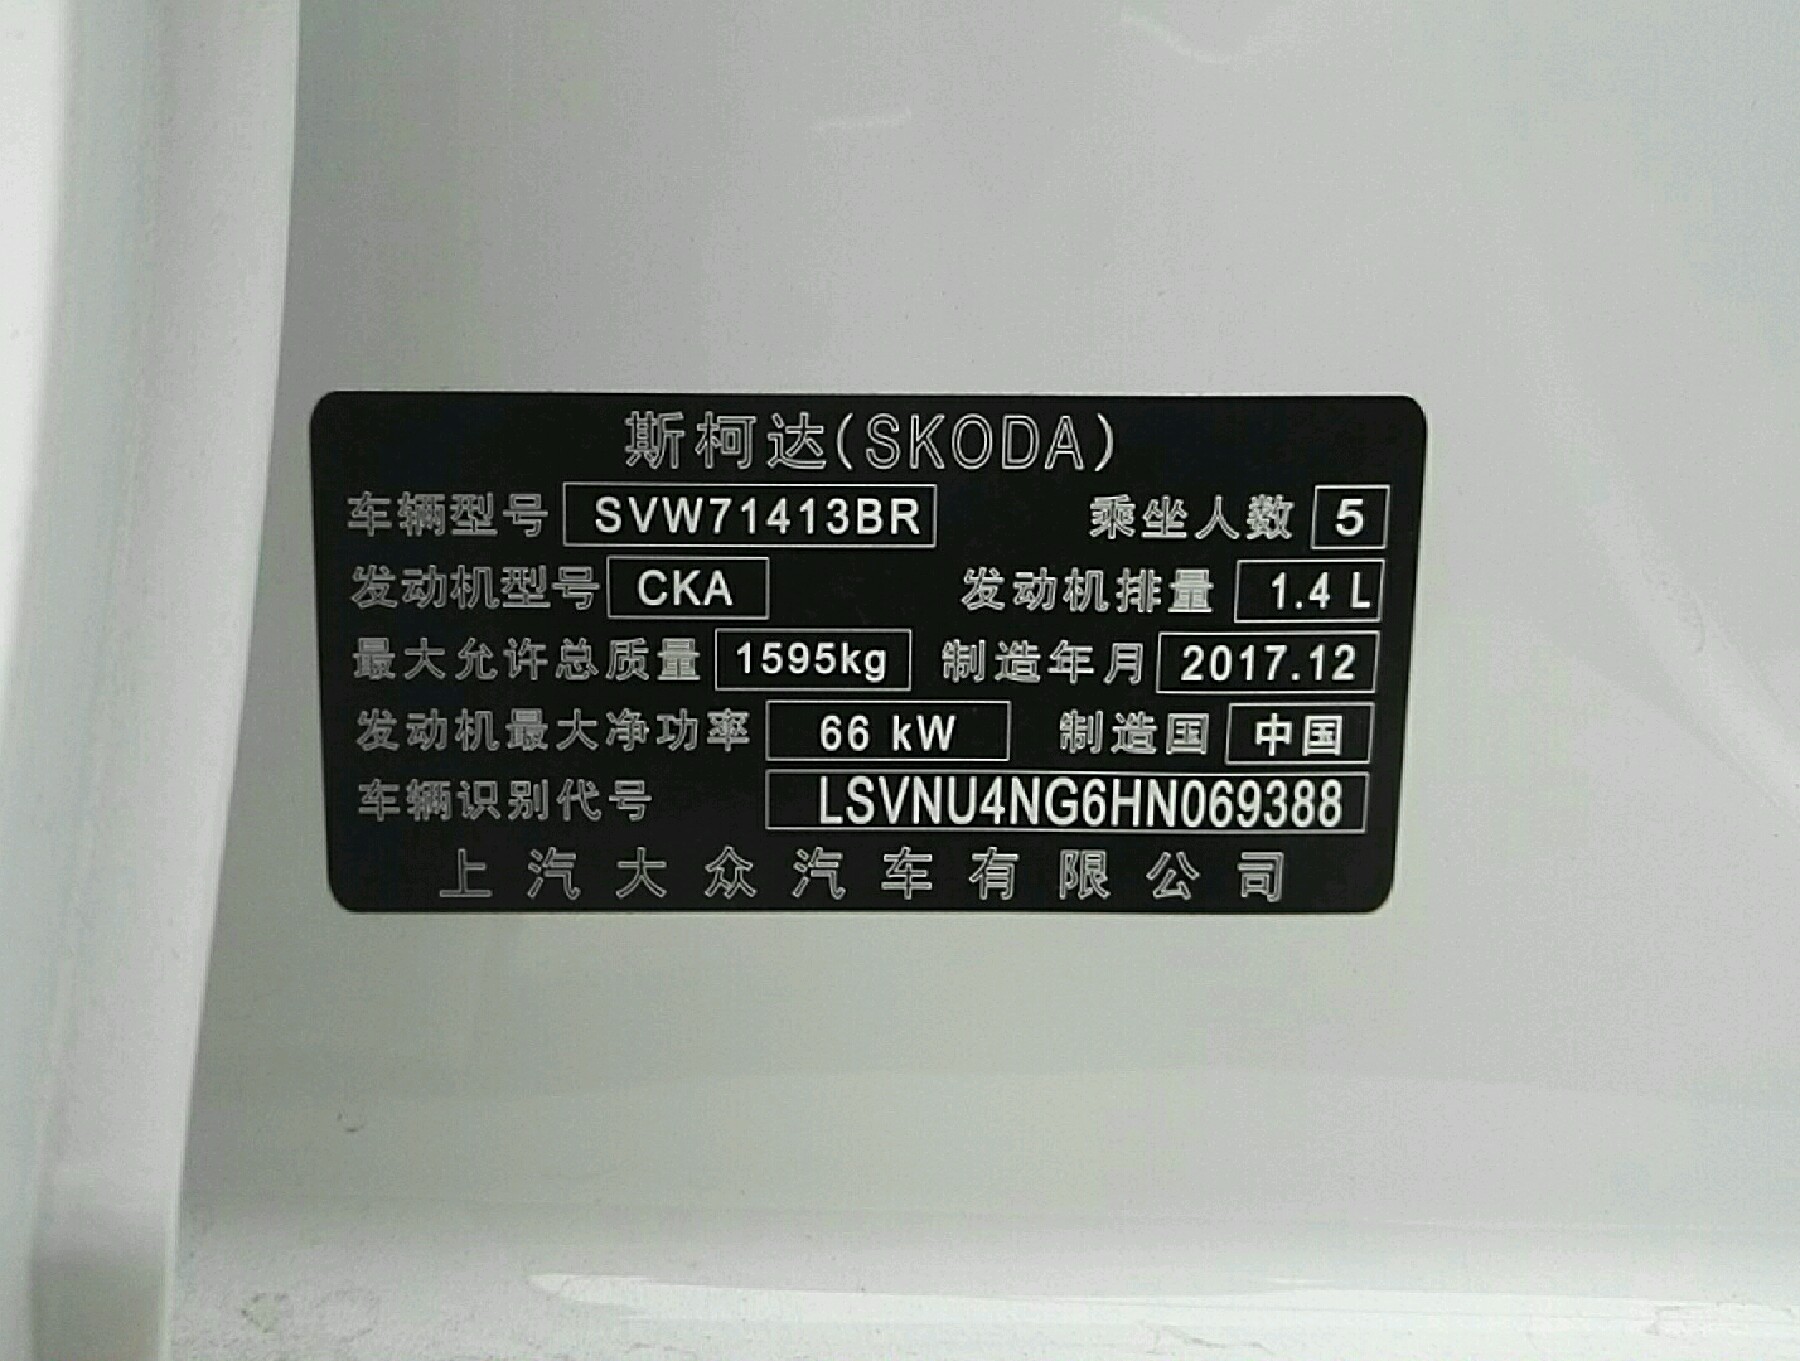 斯柯达(SKODA)
车辆型号 SVW71413BR 乘坐人数 5
发动机型号 CKA 发动机排量 1.4 L
最大允许总质量 1595kg 制造年月 2017.12
发动机最大净功率 66 kW 制造国 中国
车辆识别代号 LSVNU4NG6HN069388
上汽大众汽车有限公司